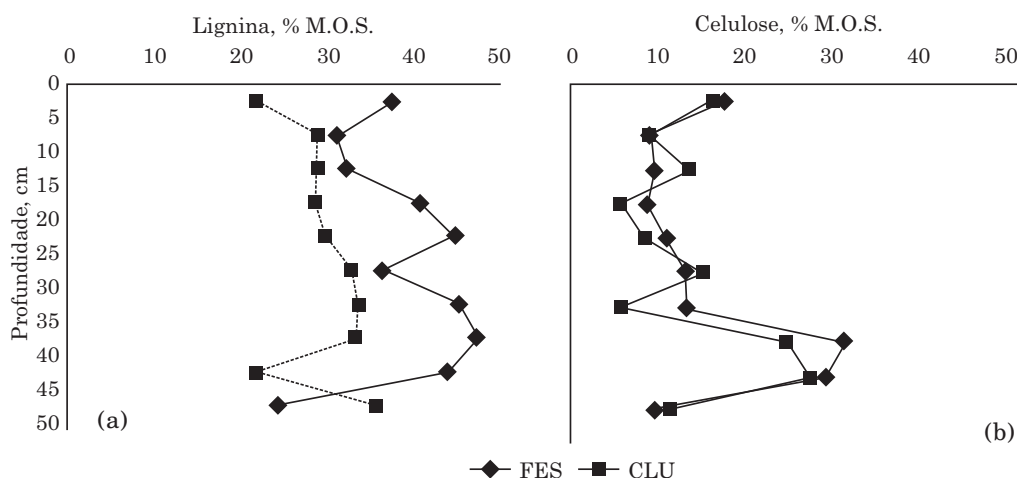 Lignina, % M.O.S.
0 10 20 30 40 50
Celulose, % M.O.S.
0 10 20 30 40 50
Profundidade, cm
0
5
10
15
20
25
30
35
40
45
50
(a)
(b)
FES CLU